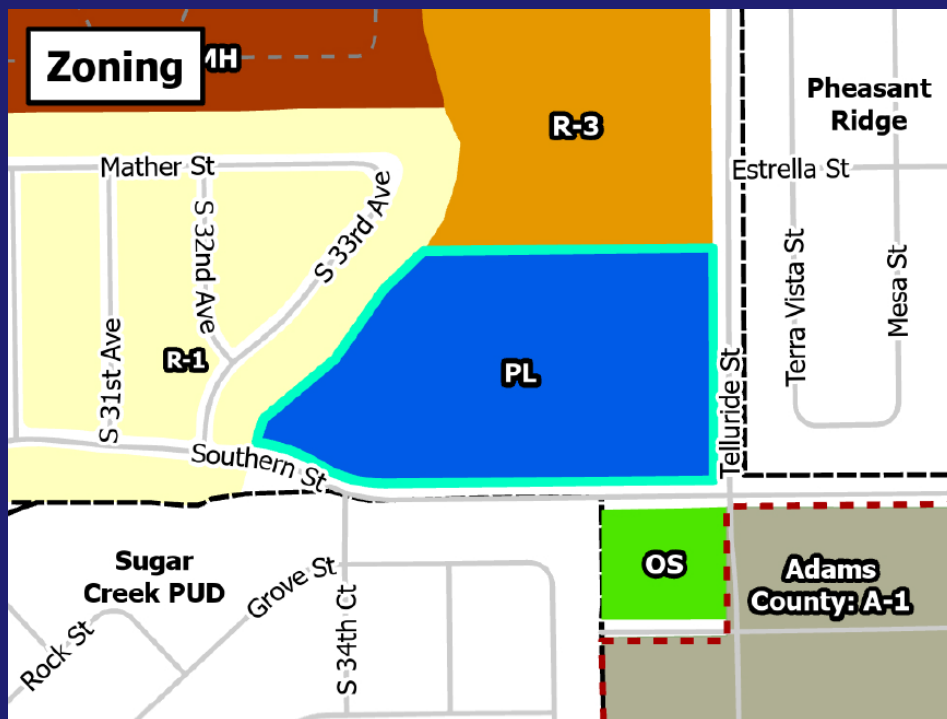 Zoning
MH
R-3
Pheasant
Ridge
Mather St
Estrella St
S 32nd Ave
S 33rd Ave
Terra Vista St
Mesa St
S 31st Ave
R-1
PL
Telluride St
Southern St
Sugar
Creek PUD
OS
Adams
County: A-1
Grove St
Rock St
S 34th Ct